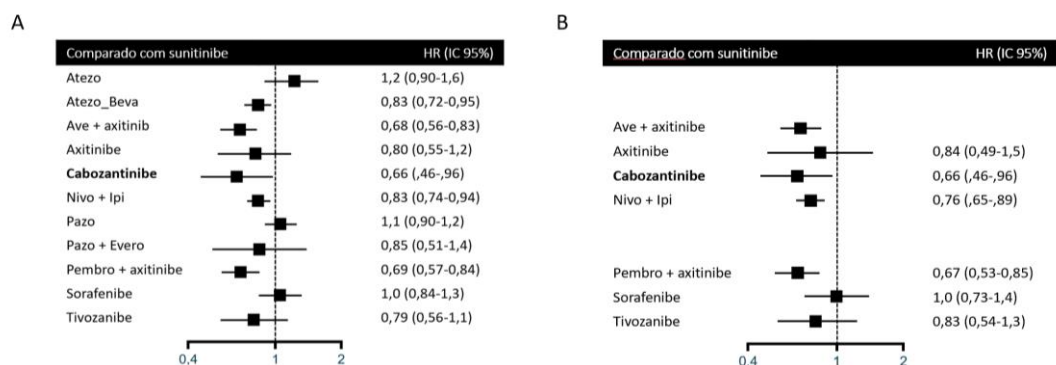 A
Comparado com sunitinibe HR (IC 95%)
Atezo 1,2 (0,90-1,6)
Atezo_Beva 0,83 (0,72-0,95)
Ave + axitinib 0,68 (0,56-0,83)
Axitinibe 0,80 (0,55-1,2)
Cabozantinibe 0,66 (,46-,96)
Nivo + Ipi 0,83 (0,74-0,94)
Pazo 1,1 (0,90-1,2)
Pazo + Evero 0,85 (0,51-1,4)
Pembro + axitinibe 0,69 (0,57-0,84)
Sorafenibe 1,0 (0,84-1,3)
Tivozanibe 0,79 (0,56-1,1)
0,4 1 2
B
Comparado com sunitinibe HR (IC 95%)
Ave + axitinibe
Axitinibe 0,84 (0,49-1,5)
Cabozantinibe 0,66 (,46-,96)
Nivo + Ipi 0,76 (,65-,89)
Pembro + axitinibe 0,67 (0,53-0,85)
Sorafenibe 1,0 (0,73-1,4)
Tivozanibe 0,83 (0,54-1,3)
0,4 1 2